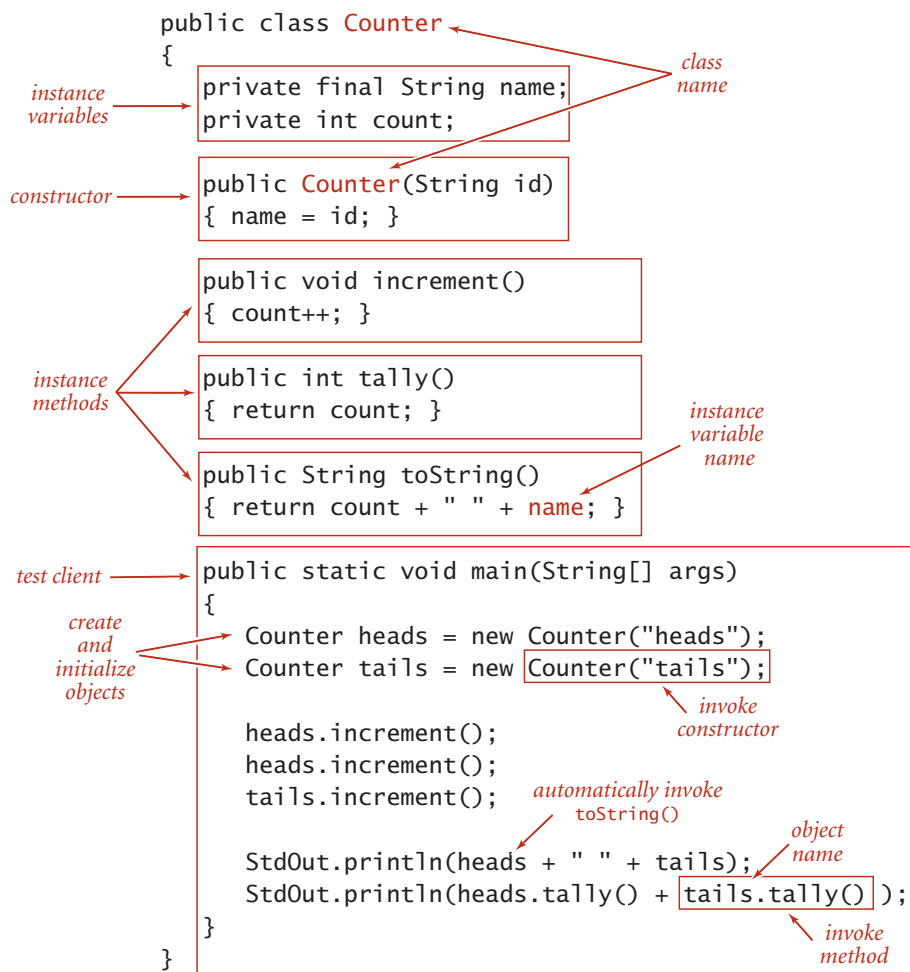 public class Counter
{
class
name
instance
variables
private final String name;
private int count;
constructor
public Counter(String id)
{ name = id; }
public void increment()
{ count++; }
instance
methods
public int tally()
{ return count; }
instance
variable
name
public String toString()
{ return count + " " + name; }
test client
public static void main(String[] args)
{
create
and
initialize
objects
Counter heads = new Counter("heads");
Counter tails = new Counter("tails");
invoke
constructor
heads.increment();
heads.increment();
tails.increment();
automatically invoke
toString()
object
name
StdOut.println(heads + " " + tails);
StdOut.println(heads.tally() + tails.tally() );
invoke
method
}
}